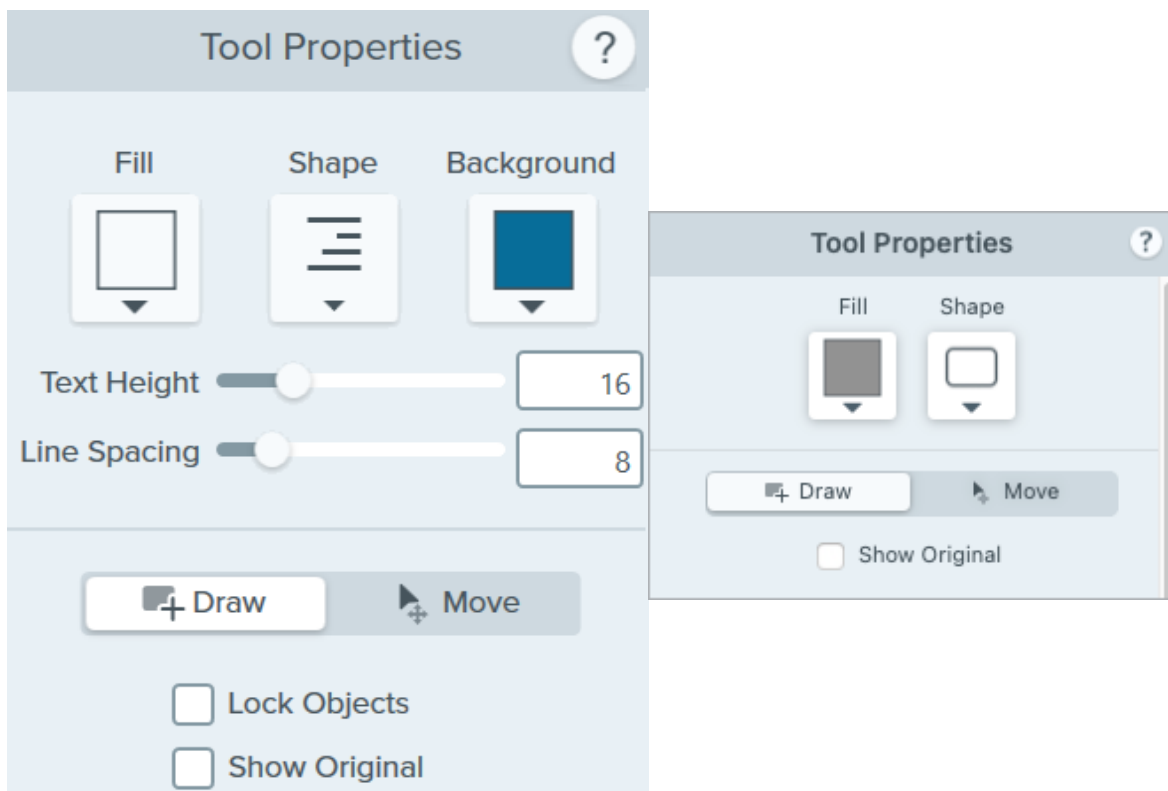 Tool Properties ?
Fill Shape Background
Text Height 16
Line Spacing 8
Draw Move
Lock Objects
Show Original
Tool Properties ?
Fill Shape
Draw Move
Show Original